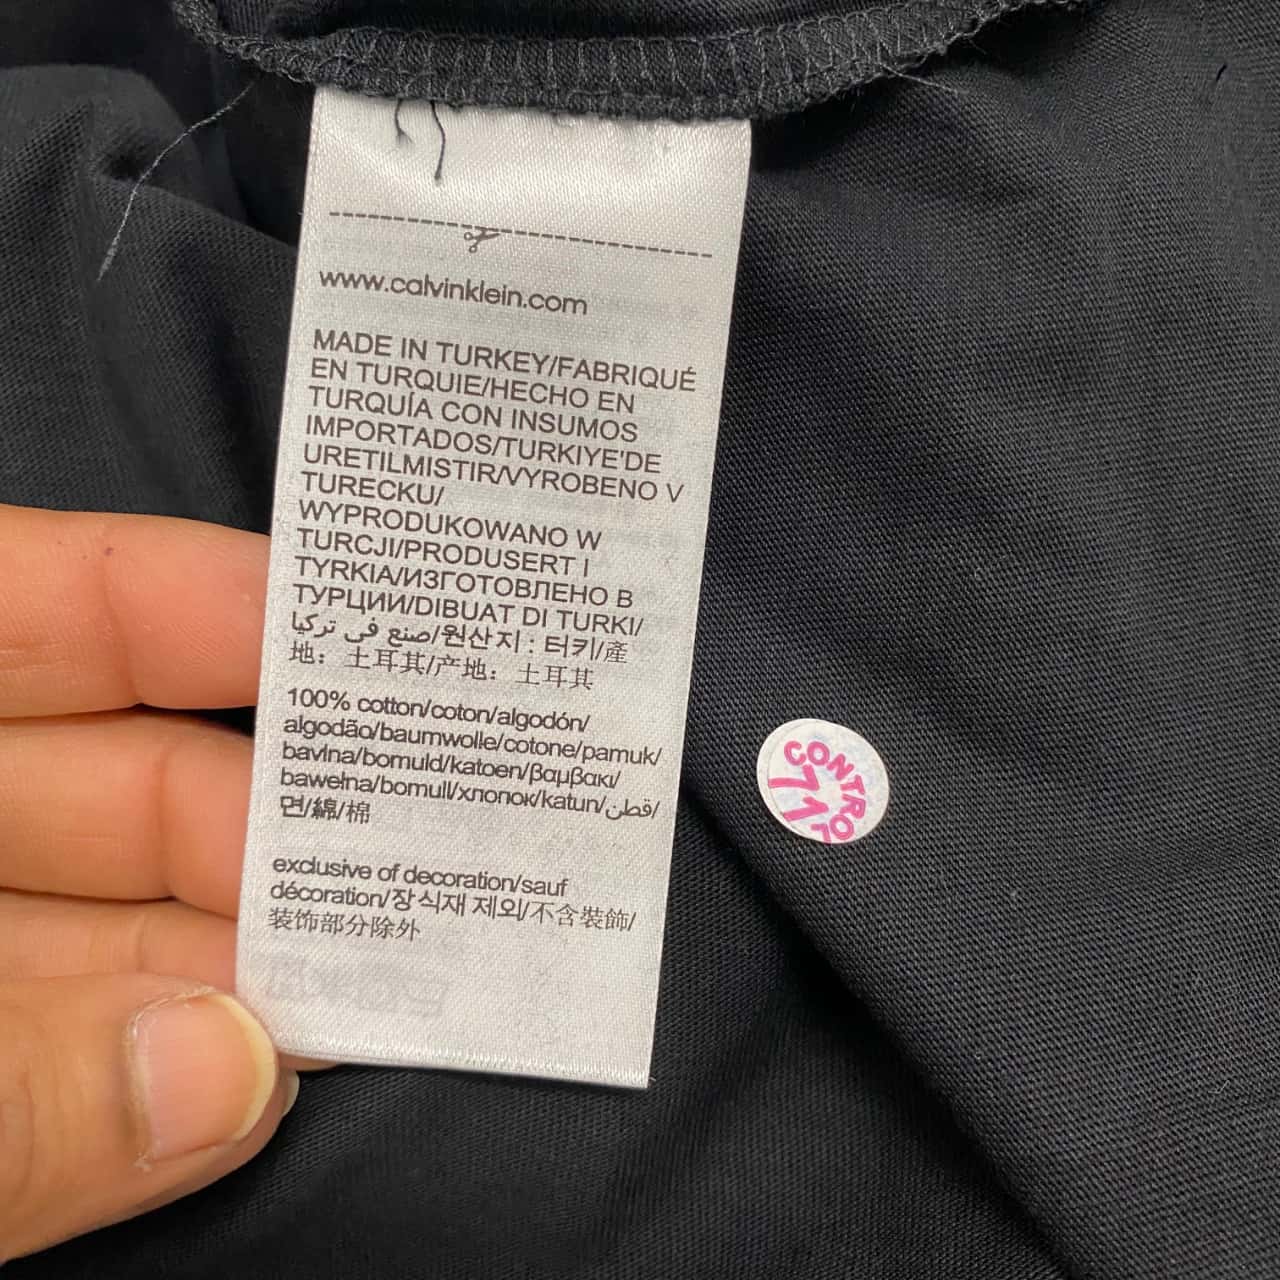 www.calvinklein.com
MADE IN TURKEY/FABRIQUÉ
EN TURQUIE/HECHO EN
TURQUÍA CON INSUMOS
IMPORTADOS/TURKIYE'DE
URETILMISTIR/VYROBENO V
TURECKU/
WYPRODUKOWANO W
TURCJI/PRODUSERT I
TYRKIA/ИЗГОТОВЛЕНО В
ТУРЦИИ/DIBUAT DI TURKI/
صنع في تركيا/원산지 : 터키/產
地：土耳其/产地：土耳其
100% cotton/coton/algodón/
algodão/baumwolle/cotone/pamuk/
bavlna/bomuld/katoen/βαμβακι/
bawełna/bomull/хлопок/katun/قطن/
면/綿/棉
exclusive of decoration/sauf
décoration/장식재 제외/不含裝飾/
装饰部分除外
CONTROL
71